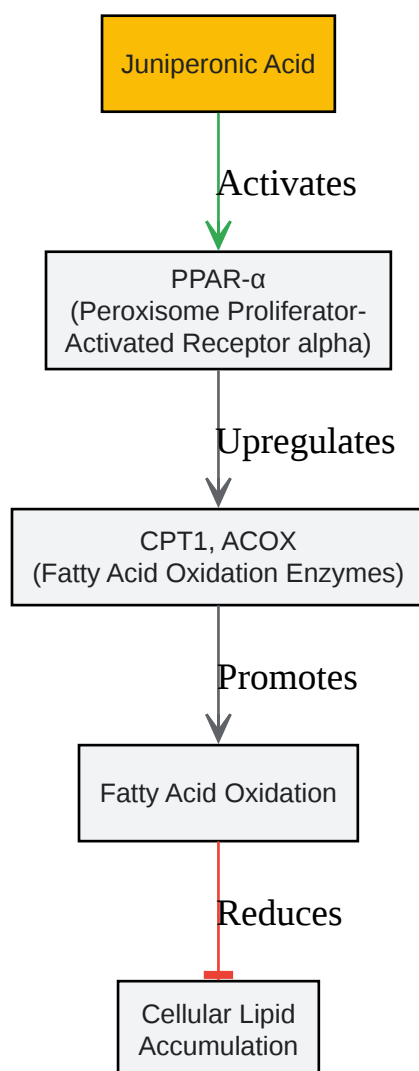 Juniperonic Acid
Activates
PPAR-α
(Peroxisome Proliferator-
Activated Receptor alpha)
Upregulates
CPT1, ACOX
(Fatty Acid Oxidation Enzymes)
Promotes
Fatty Acid Oxidation
Reduces
Cellular Lipid
Accumulation